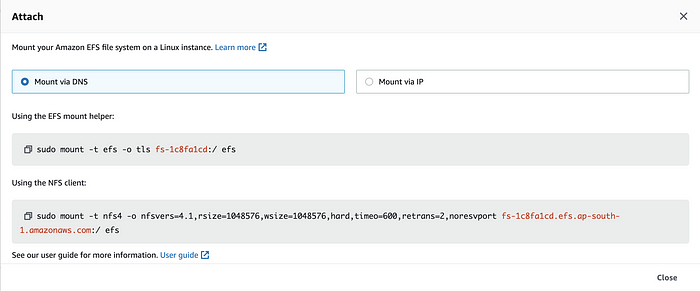 Attach
Mount your Amazon EFS file system on a Linux instance. Learn more
Mount via DNS
Mount via IP
Using the EFS mount helper:
sudo mount -t efs -o tls fs-1c8fa1cd:/ efs
Using the NFS client:
sudo mount -t nfs4 -o nfsvers=4.1,rsize=1048576,wsize=1048576,hard,timeo=600,retrans=2,noresvport fs-1c8fa1cd.efs.ap-south-
1.amazonaws.com:/ efs
See our user guide for more information. User guide
Close